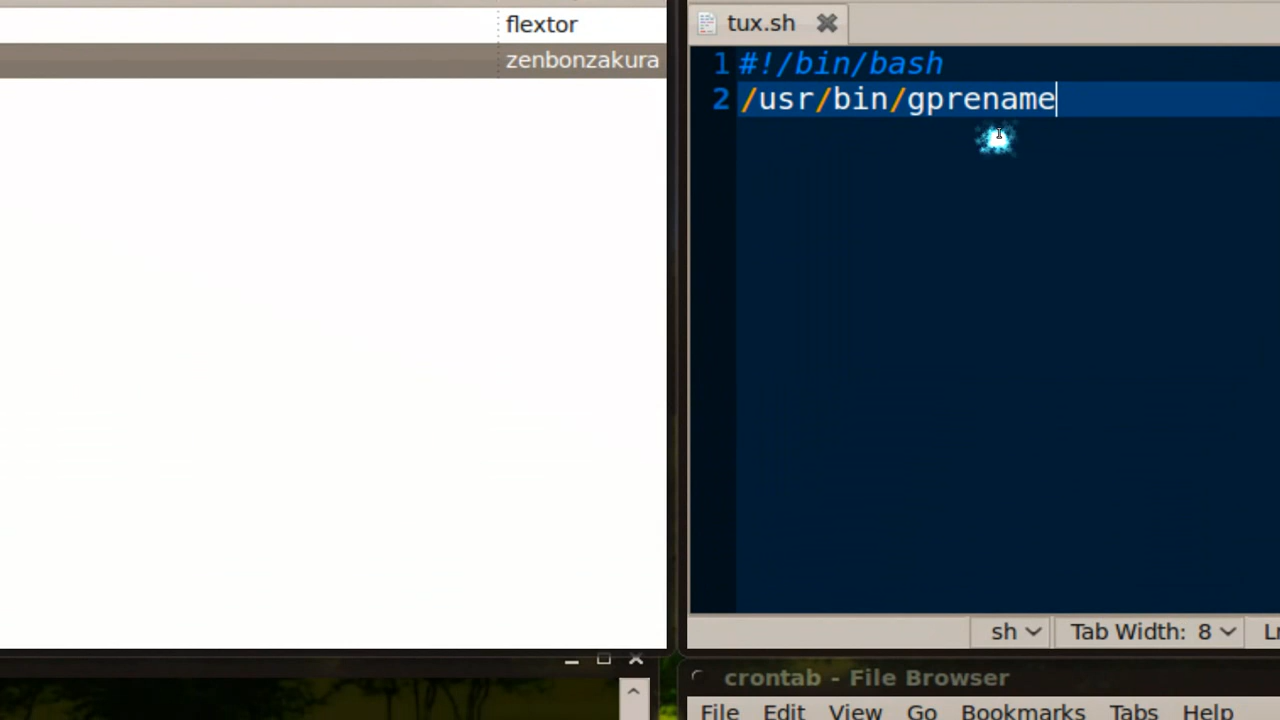 flextor
zenbonzakura
tux.sh
1 #!/bin/bash
2 /usr/bin/gprename
sh Tab Width: 8
crontab - File Browser
File Edit View Go Bookmarks Tabs Help